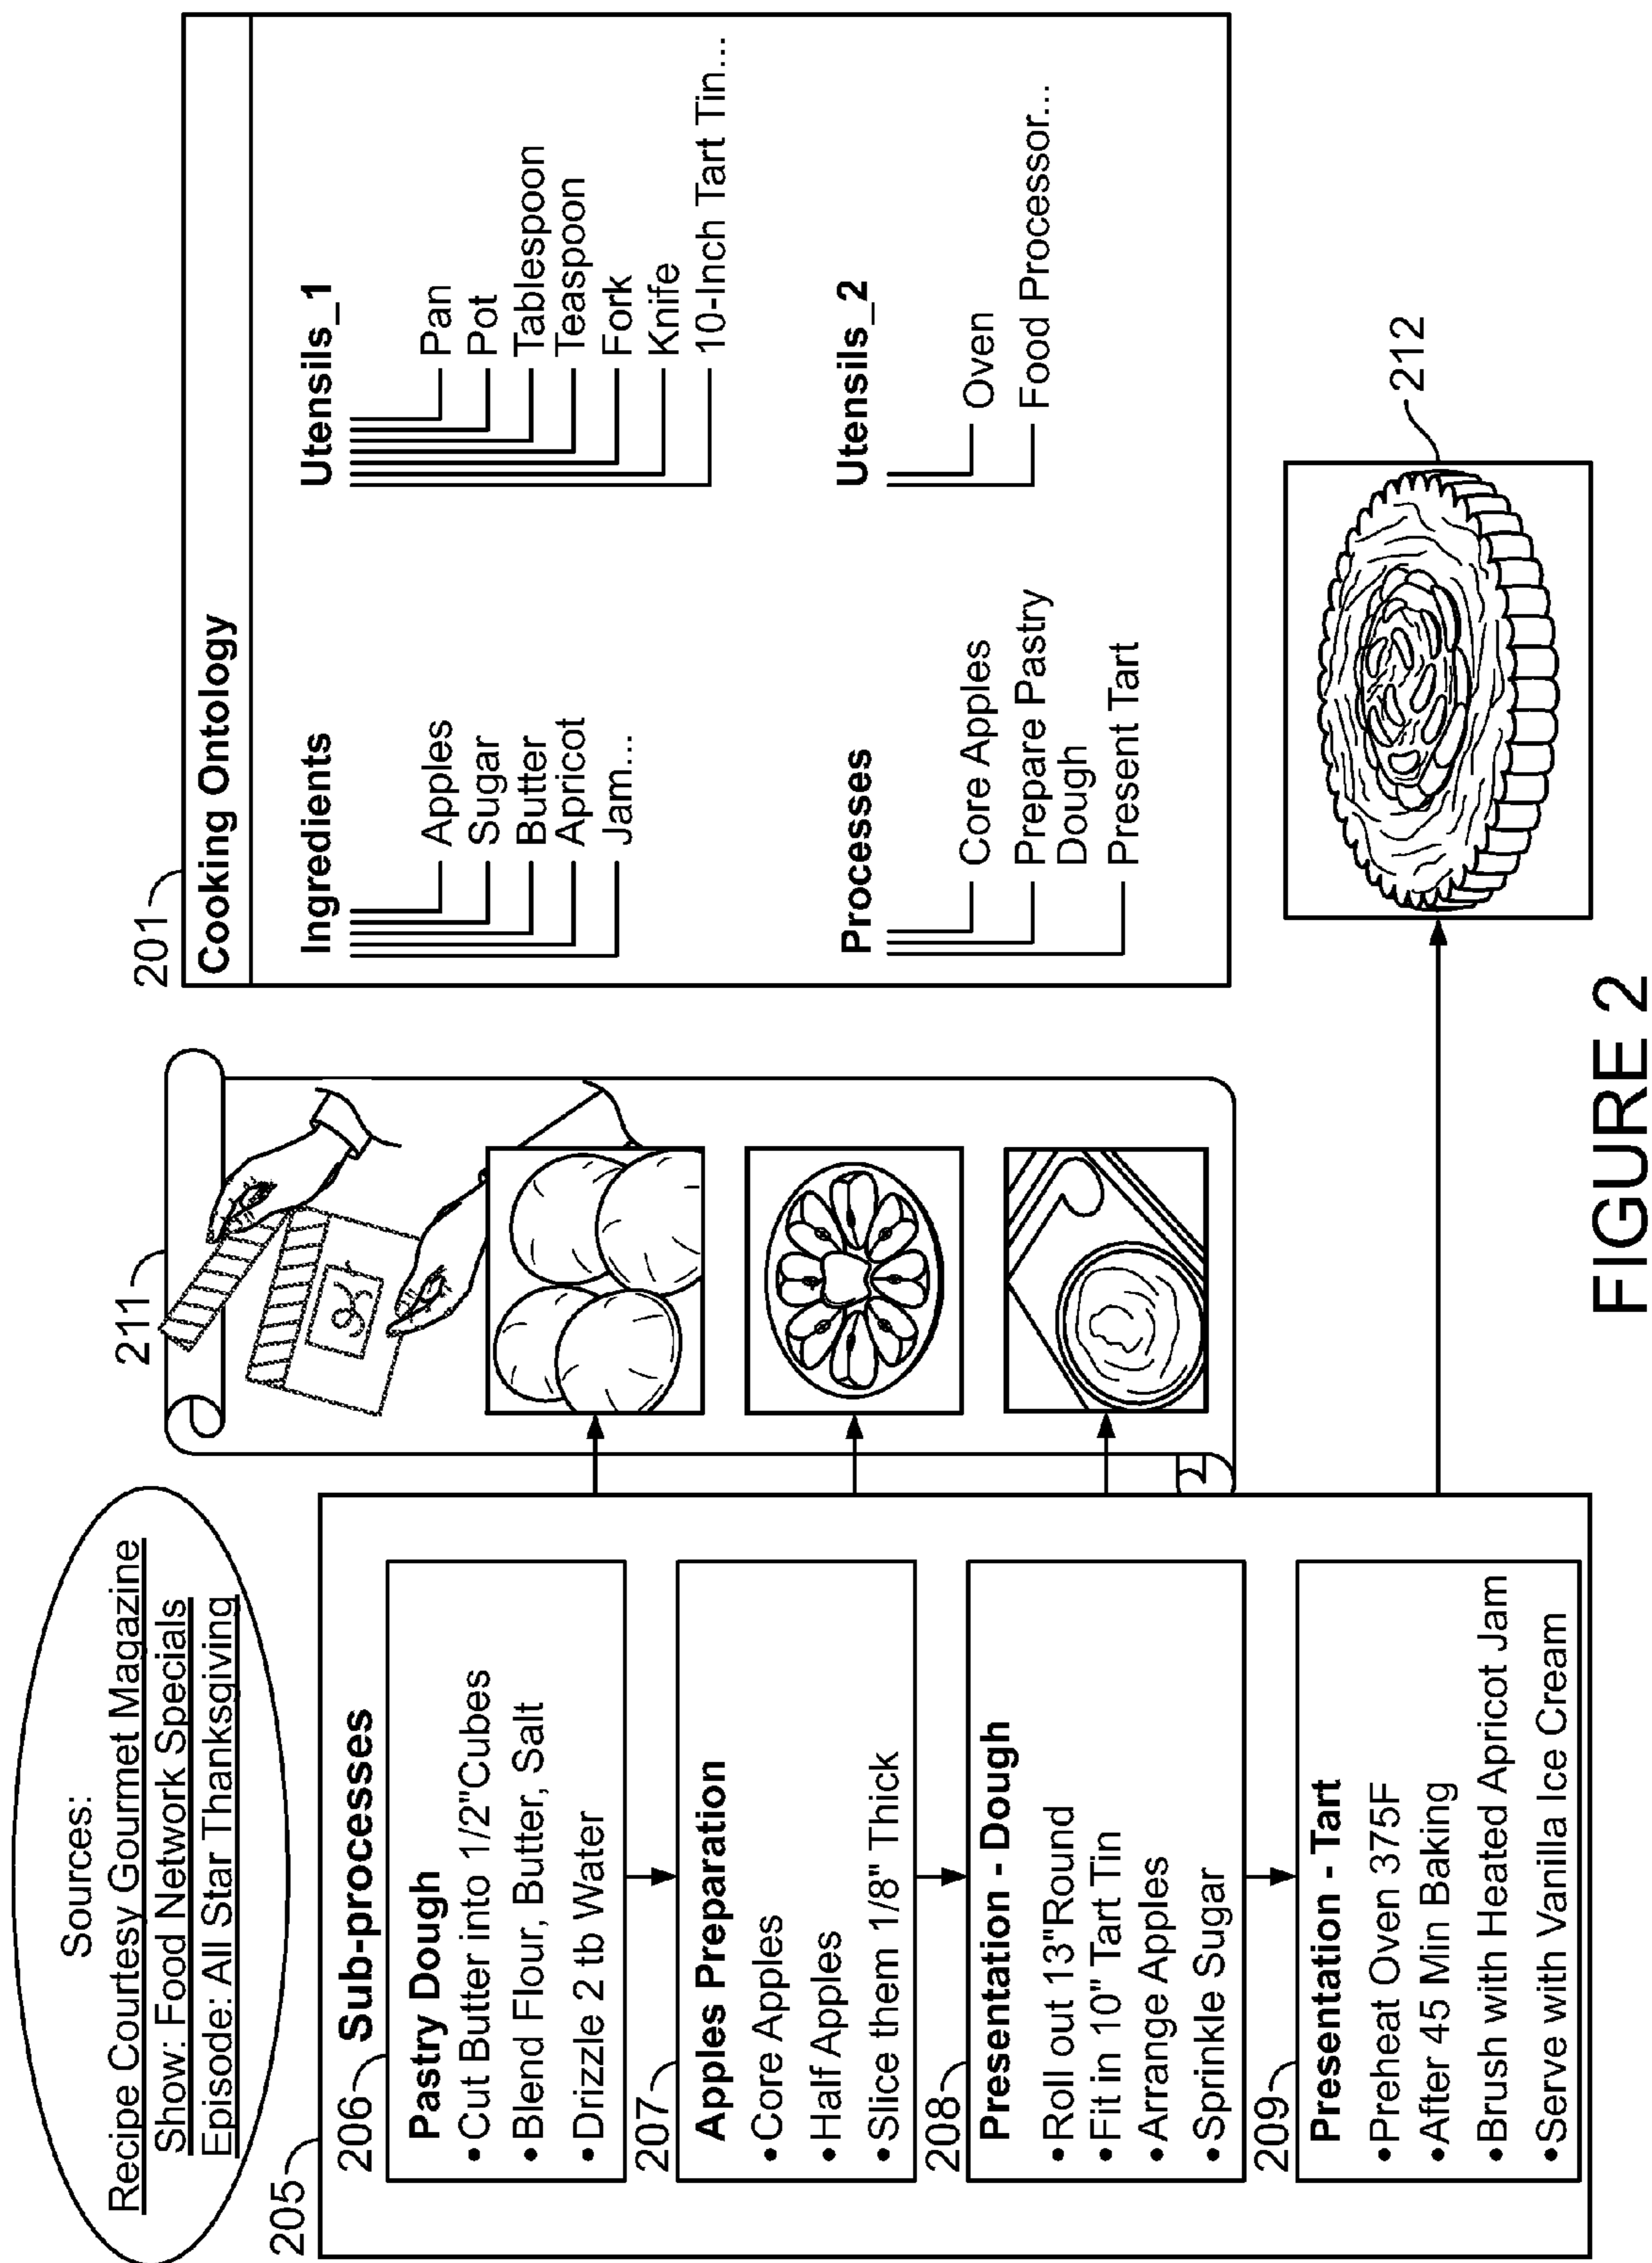 Sources:
Recipe Courtesy Gourmet Magazine
Show: Food Network Specials
Episode: All Star Thanksgiving
205
Sub-processes
206
Pastry Dough
•Cut Butter into 1/2"Cubes
•Blend Flour, Butter, Salt
•Drizzle 2 tb Water
207
Apples Preparation
•Core Apples
•Half Apples
•Slice them 1/8" Thick
208
Presentation - Dough
•Roll out 13"Round
•Fit in 10" Tart Tin
•Arrange Apples
•Sprinkle Sugar
209
Presentation - Tart
•Preheat Oven 375F
•After 45 Min Baking
•Brush with Heated Apricot Jam
•Serve with Vanilla Ice Cream
211
201
Cooking Ontology
Ingredients
Apples
Sugar
Butter
Apricot
Jam...
Utensils_1
Pan
Pot
Tablespoon
Teaspoon
Fork
Knife
10-Inch Tart Tin...
Processes
Core Apples
Prepare Pastry
Dough
Present Tart
Utensils_2
Oven
Food Processor...
212
FIGURE 2